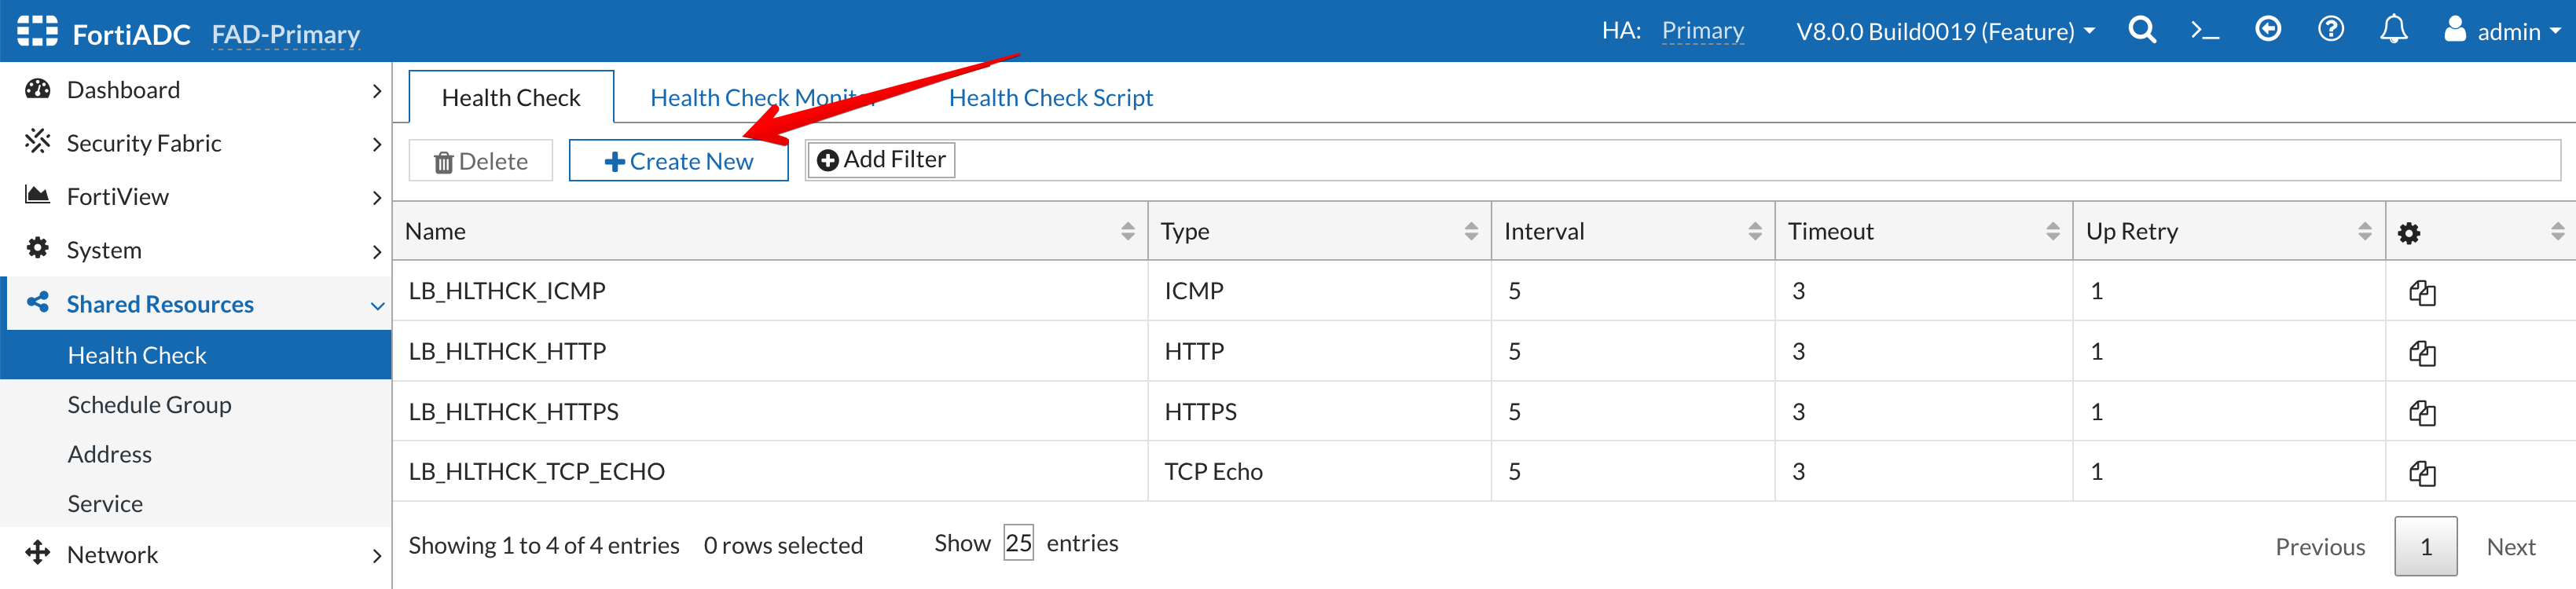 FortiADC FAD-Primary HA: Primary V8.0.0 Build0019 (Feature) admin
Dashboard
Security Fabric
FortiView
System
Shared Resources
Health Check
Schedule Group
Address
Service
Network
Health Check Health Check Monitor Health Check Script
Delete Create New Add Filter
Name Type Interval Timeout Up Retry
LB_HLTHCK_ICMP ICMP 5 3 1
LB_HLTHCK_HTTP HTTP 5 3 1
LB_HLTHCK_HTTPS HTTPS 5 3 1
LB_HLTHCK_TCP_ECHO TCP Echo 5 3 1
Showing 1 to 4 of 4 entries 0 rows selected Show 25 entries Previous 1 Next